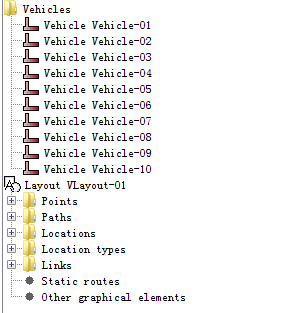 Vehicles
Vehicle Vehicle-01
Vehicle Vehicle-02
Vehicle Vehicle-03
Vehicle Vehicle-04
Vehicle Vehicle-05
Vehicle Vehicle-06
Vehicle Vehicle-07
Vehicle Vehicle-08
Vehicle Vehicle-09
Vehicle Vehicle-10
Layout VLayout-01
Points
Paths
Locations
Location types
Links
Static routes
Other graphical elements